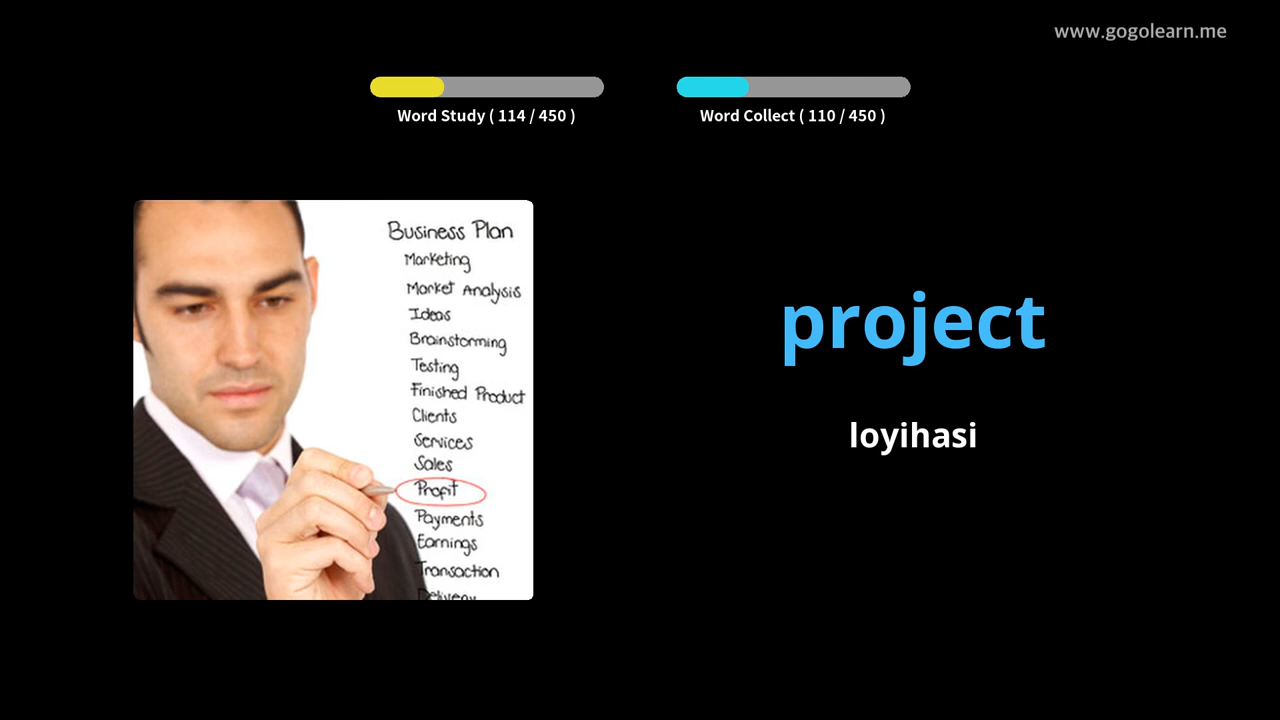 www.gogolearn.me
Word Study ( 114 / 450 )
Word Collect ( 110 / 450 )
Business Plan
Marketing
Market Analysis
Ideas
Brainstorming
Testing
Finished Product
Clients
Services
Sales
Profit
Payments
Earnings
Transaction
Delivery
project
loyihasi